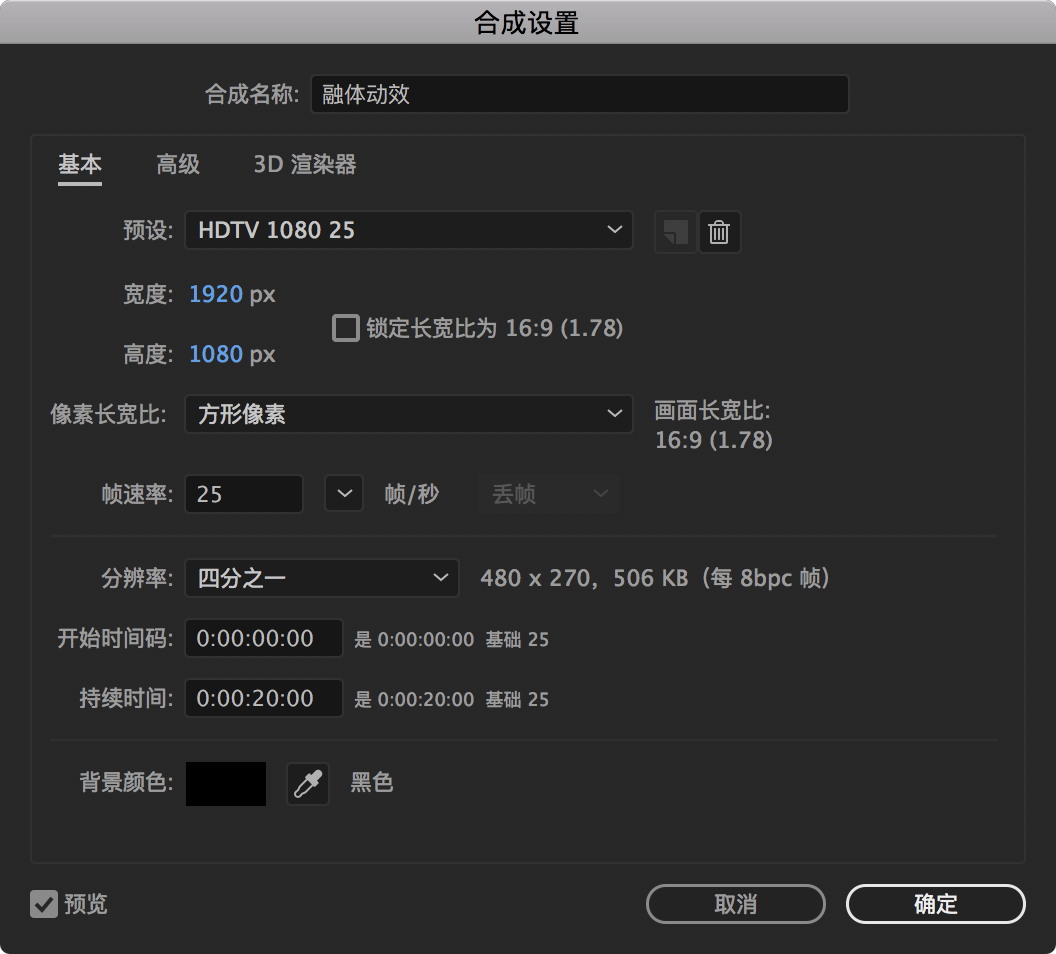 合成设置
合成名称: 融体动效
基本 高级 3D 渲染器
预设: HDTV 1080 25
宽度: 1920 px
锁定长宽比为 16:9 (1.78)
高度: 1080 px
像素长宽比: 方形像素 画面长宽比:
16:9 (1.78)
帧速率: 25 帧/秒 丢帧
分辨率: 四分之一 480 x 270，506 KB（每 8bpc 帧）
开始时间码: 0:00:00:00 是 0:00:00:00 基础 25
持续时间: 0:00:20:00 是 0:00:20:00 基础 25
背景颜色: 黑色
预览 取消 确定